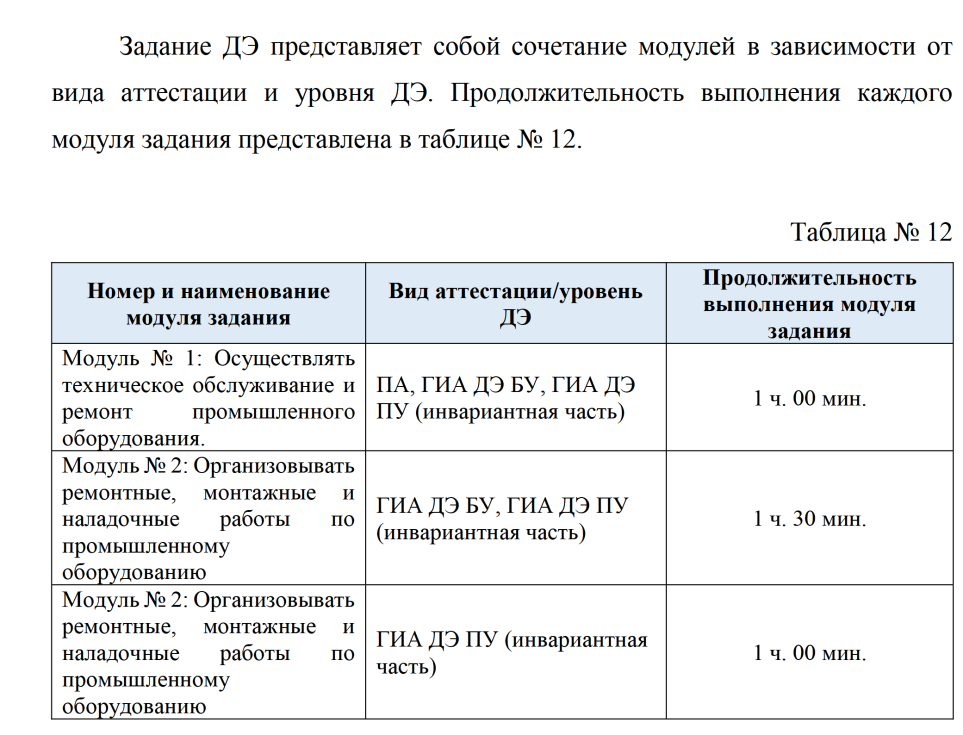 Задание ДЭ представляет собой сочетание модулей в зависимости от
вида аттестации и уровня ДЭ. Продолжительность выполнения каждого
модуля задания представлена в таблице № 12.
Таблица № 12
Номер и наименование
модуля задания
Вид аттестации/уровень
ДЭ
Продолжительность
выполнения модуля
задания
Модуль № 1: Осуществлять
техническое обслуживание и
ремонт промышленного
оборудования.
ПА, ГИА ДЭ БУ, ГИА ДЭ
ПУ (инвариантная часть)
1 ч. 00 мин.
Модуль № 2: Организовывать
ремонтные, монтажные и
наладочные работы по
промышленному
оборудованию
ГИА ДЭ БУ, ГИА ДЭ ПУ
(инвариантная часть)
1 ч. 30 мин.
Модуль № 2: Организовывать
ремонтные, монтажные и
наладочные работы по
промышленному
оборудованию
ГИА ДЭ ПУ (инвариантная
часть)
1 ч. 00 мин.